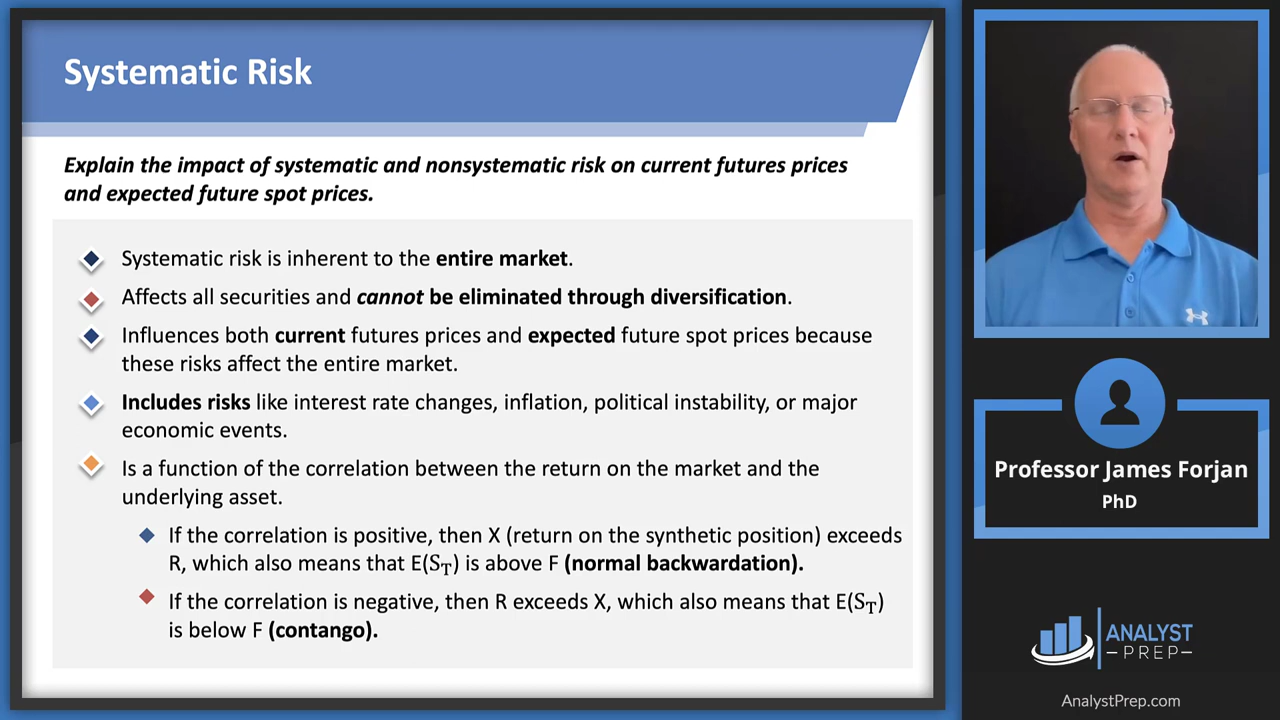 Systematic Risk
Explain the impact of systematic and nonsystematic risk on current futures prices
and expected future spot prices.
Systematic risk is inherent to the entire market.
Affects all securities and cannot be eliminated through diversification.
Influences both current futures prices and expected future spot prices because
these risks affect the entire market.
Includes risks like interest rate changes, inflation, political instability, or major
economic events.
Is a function of the correlation between the return on the market and the
underlying asset.
If the correlation is positive, then X (return on the synthetic position) exceeds
R, which also means that E(S_T) is above F (normal backwardation).
If the correlation is negative, then R exceeds X, which also means that E(S_T)
is below F (contango).
Professor James Forjan
PhD
ANALYST
—PREP—
AnalystPrep.com